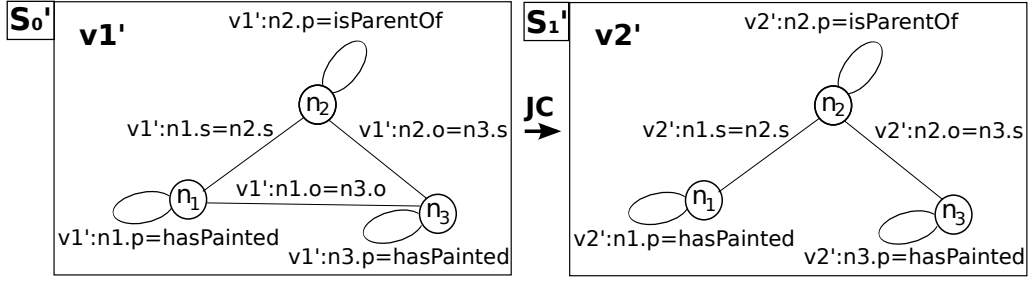 S0'
v1'
v1':n2.p=isParentOf
n2
v1':n1.s=n2.s
v1':n2.o=n3.s
v1':n1.o=n3.o
n1
n3
v1':n1.p=hasPainted
v1':n3.p=hasPainted
JC
S1'
v2'
v2':n2.p=isParentOf
n2
v2':n1.s=n2.s
v2':n2.o=n3.s
n1
n3
v2':n1.p=hasPainted
v2':n3.p=hasPainted